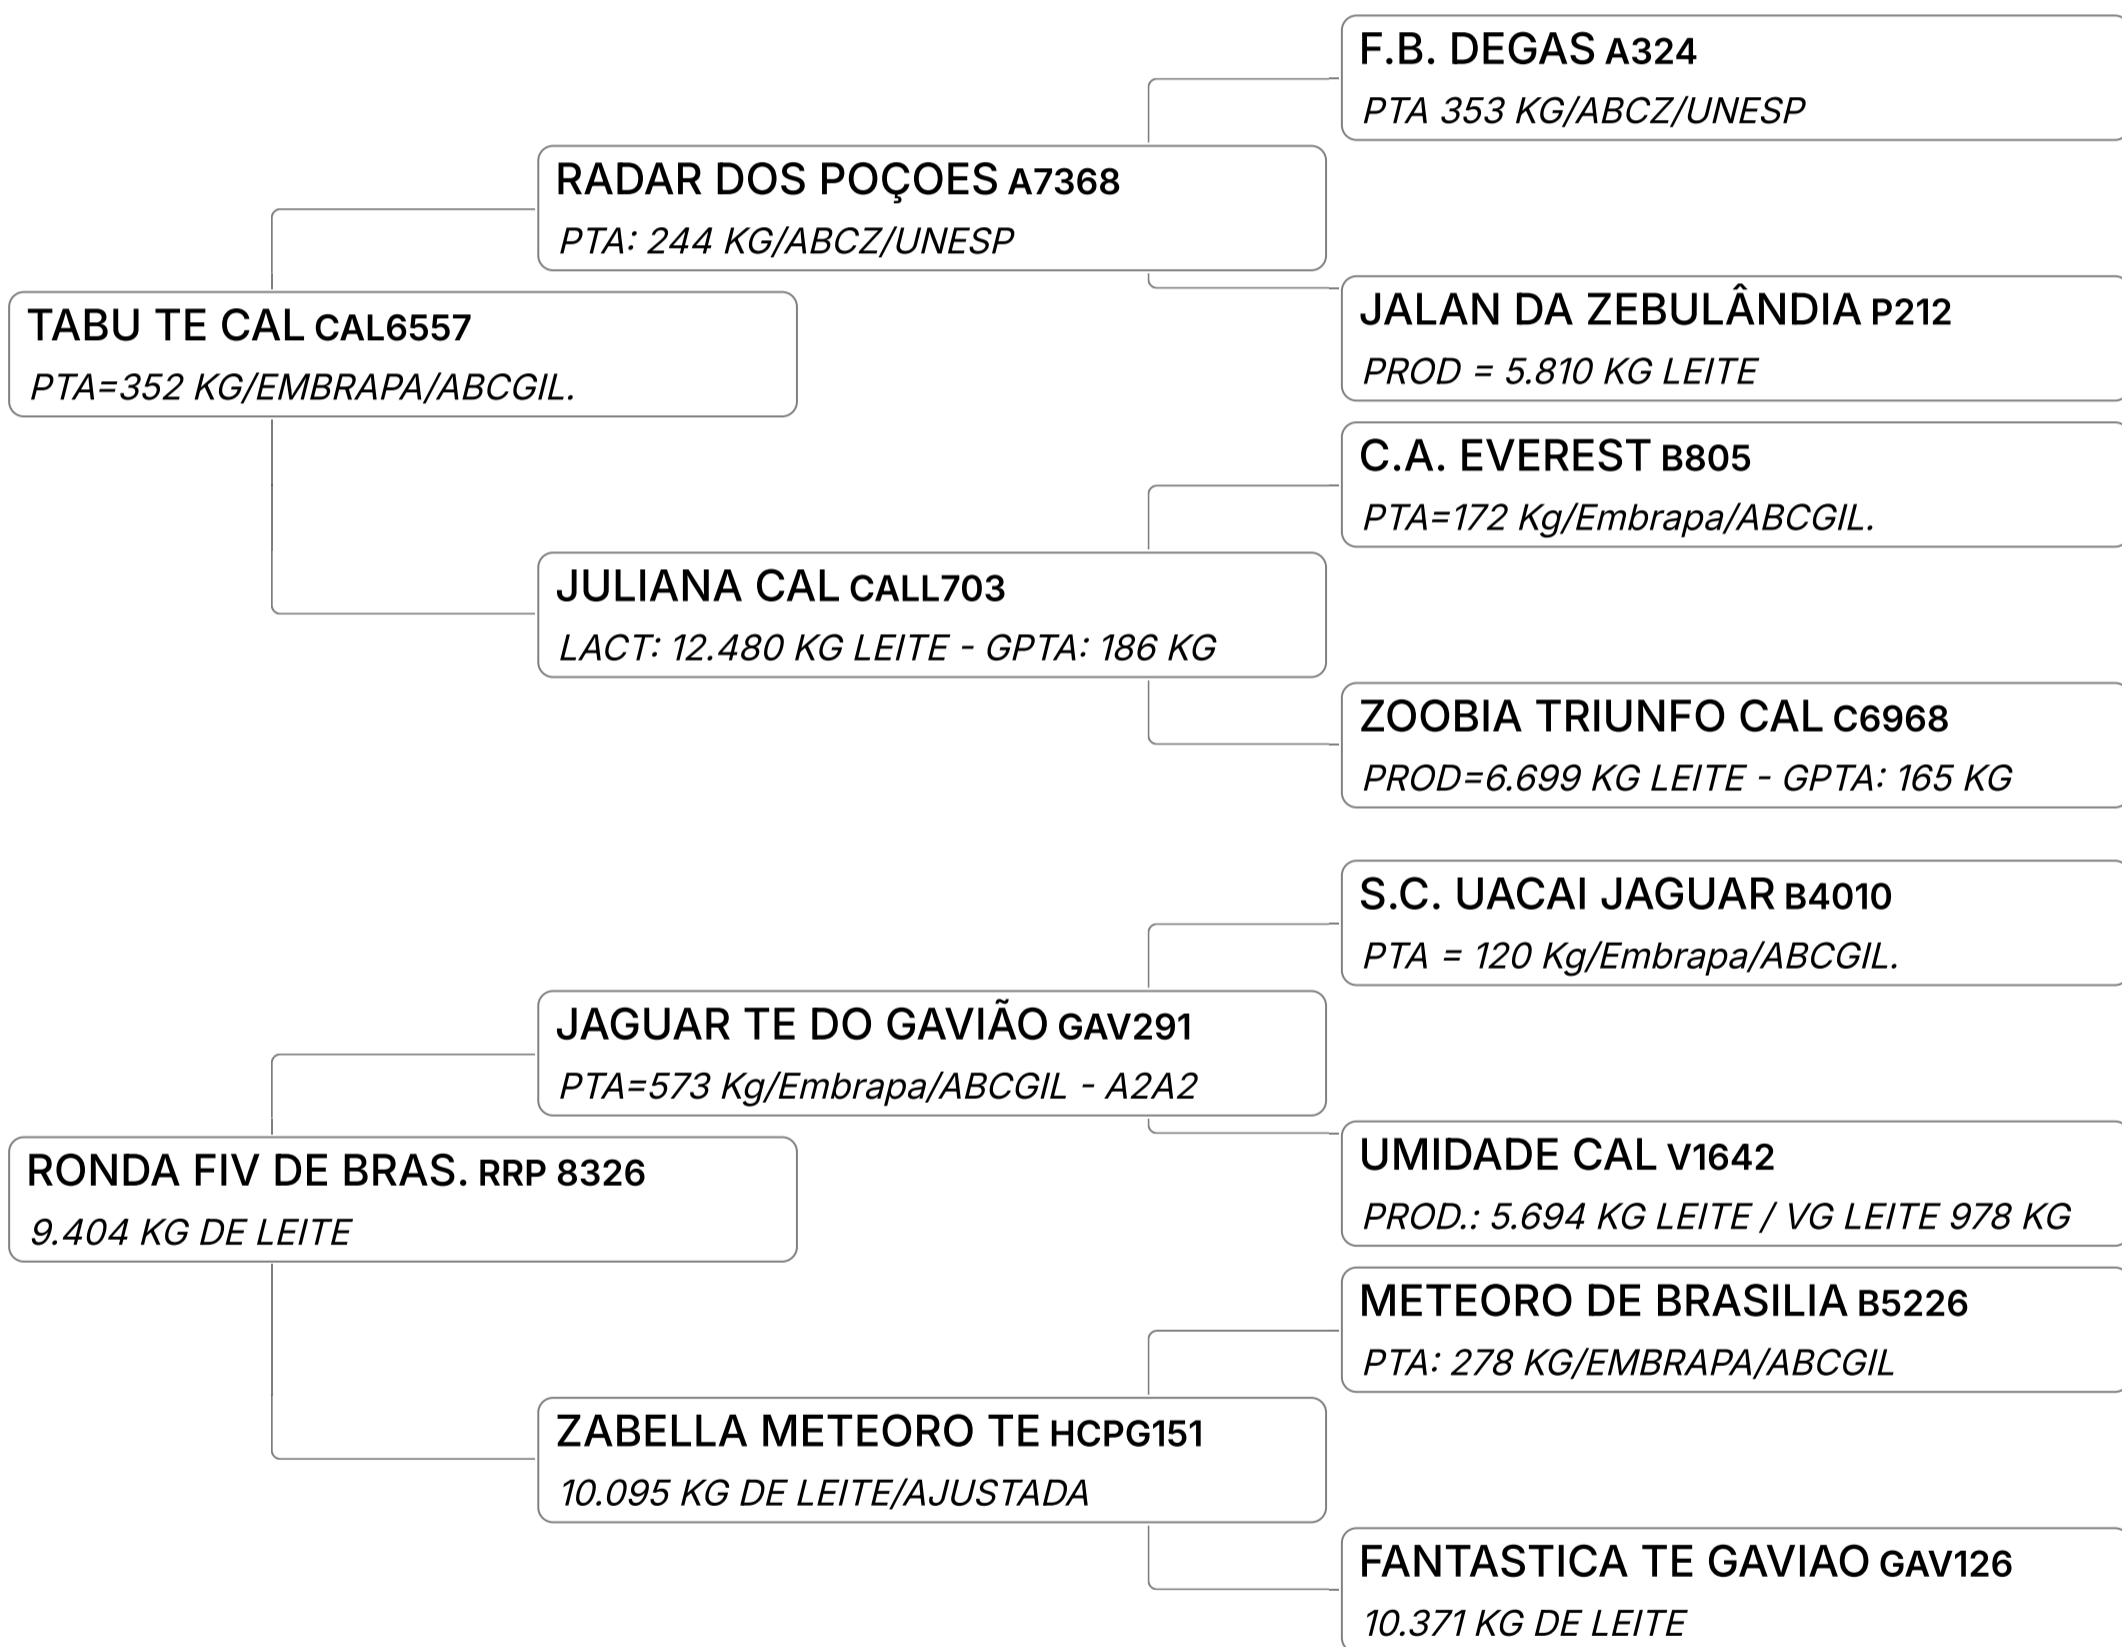 F.B. DEGAS A324
PTA 353 KG/ABCZ/UNESP
RADAR DOS POÇOES A7368
PTA: 244 KG/ABCZ/UNESP
JALAN DA ZEBULÂNDIA P212
PROD = 5.810 KG LEITE
TABU TE CAL CAL6557
PTA=352 KG/EMBRAPA/ABCGIL.
C.A. EVEREST B805
PTA=172 Kg/Embrapa/ABCGIL.
JULIANA CAL CALL703
LACT: 12.480 KG LEITE - GPTA: 186 KG
ZOOBIA TRIUNFO CAL C6968
PROD=6.699 KG LEITE - GPTA: 165 KG
S.C. UACAI JAGUAR B4010
PTA = 120 Kg/Embrapa/ABCGIL.
JAGUAR TE DO GAVIÃO GAV291
PTA=573 Kg/Embrapa/ABCGIL - A2A2
UMIDADE CAL V1642
PROD.: 5.694 KG LEITE / VG LEITE 978 KG
RONDA FIV DE BRAS. RRP 8326
9.404 KG DE LEITE
METEORO DE BRASILIA B5226
PTA: 278 KG/EMBRAPA/ABCGIL
ZABELLA METEORO TE HCPG151
10.095 KG DE LEITE/AJUSTADA
FANTASTICA TE GAVIAO GAV126
10.371 KG DE LEITE